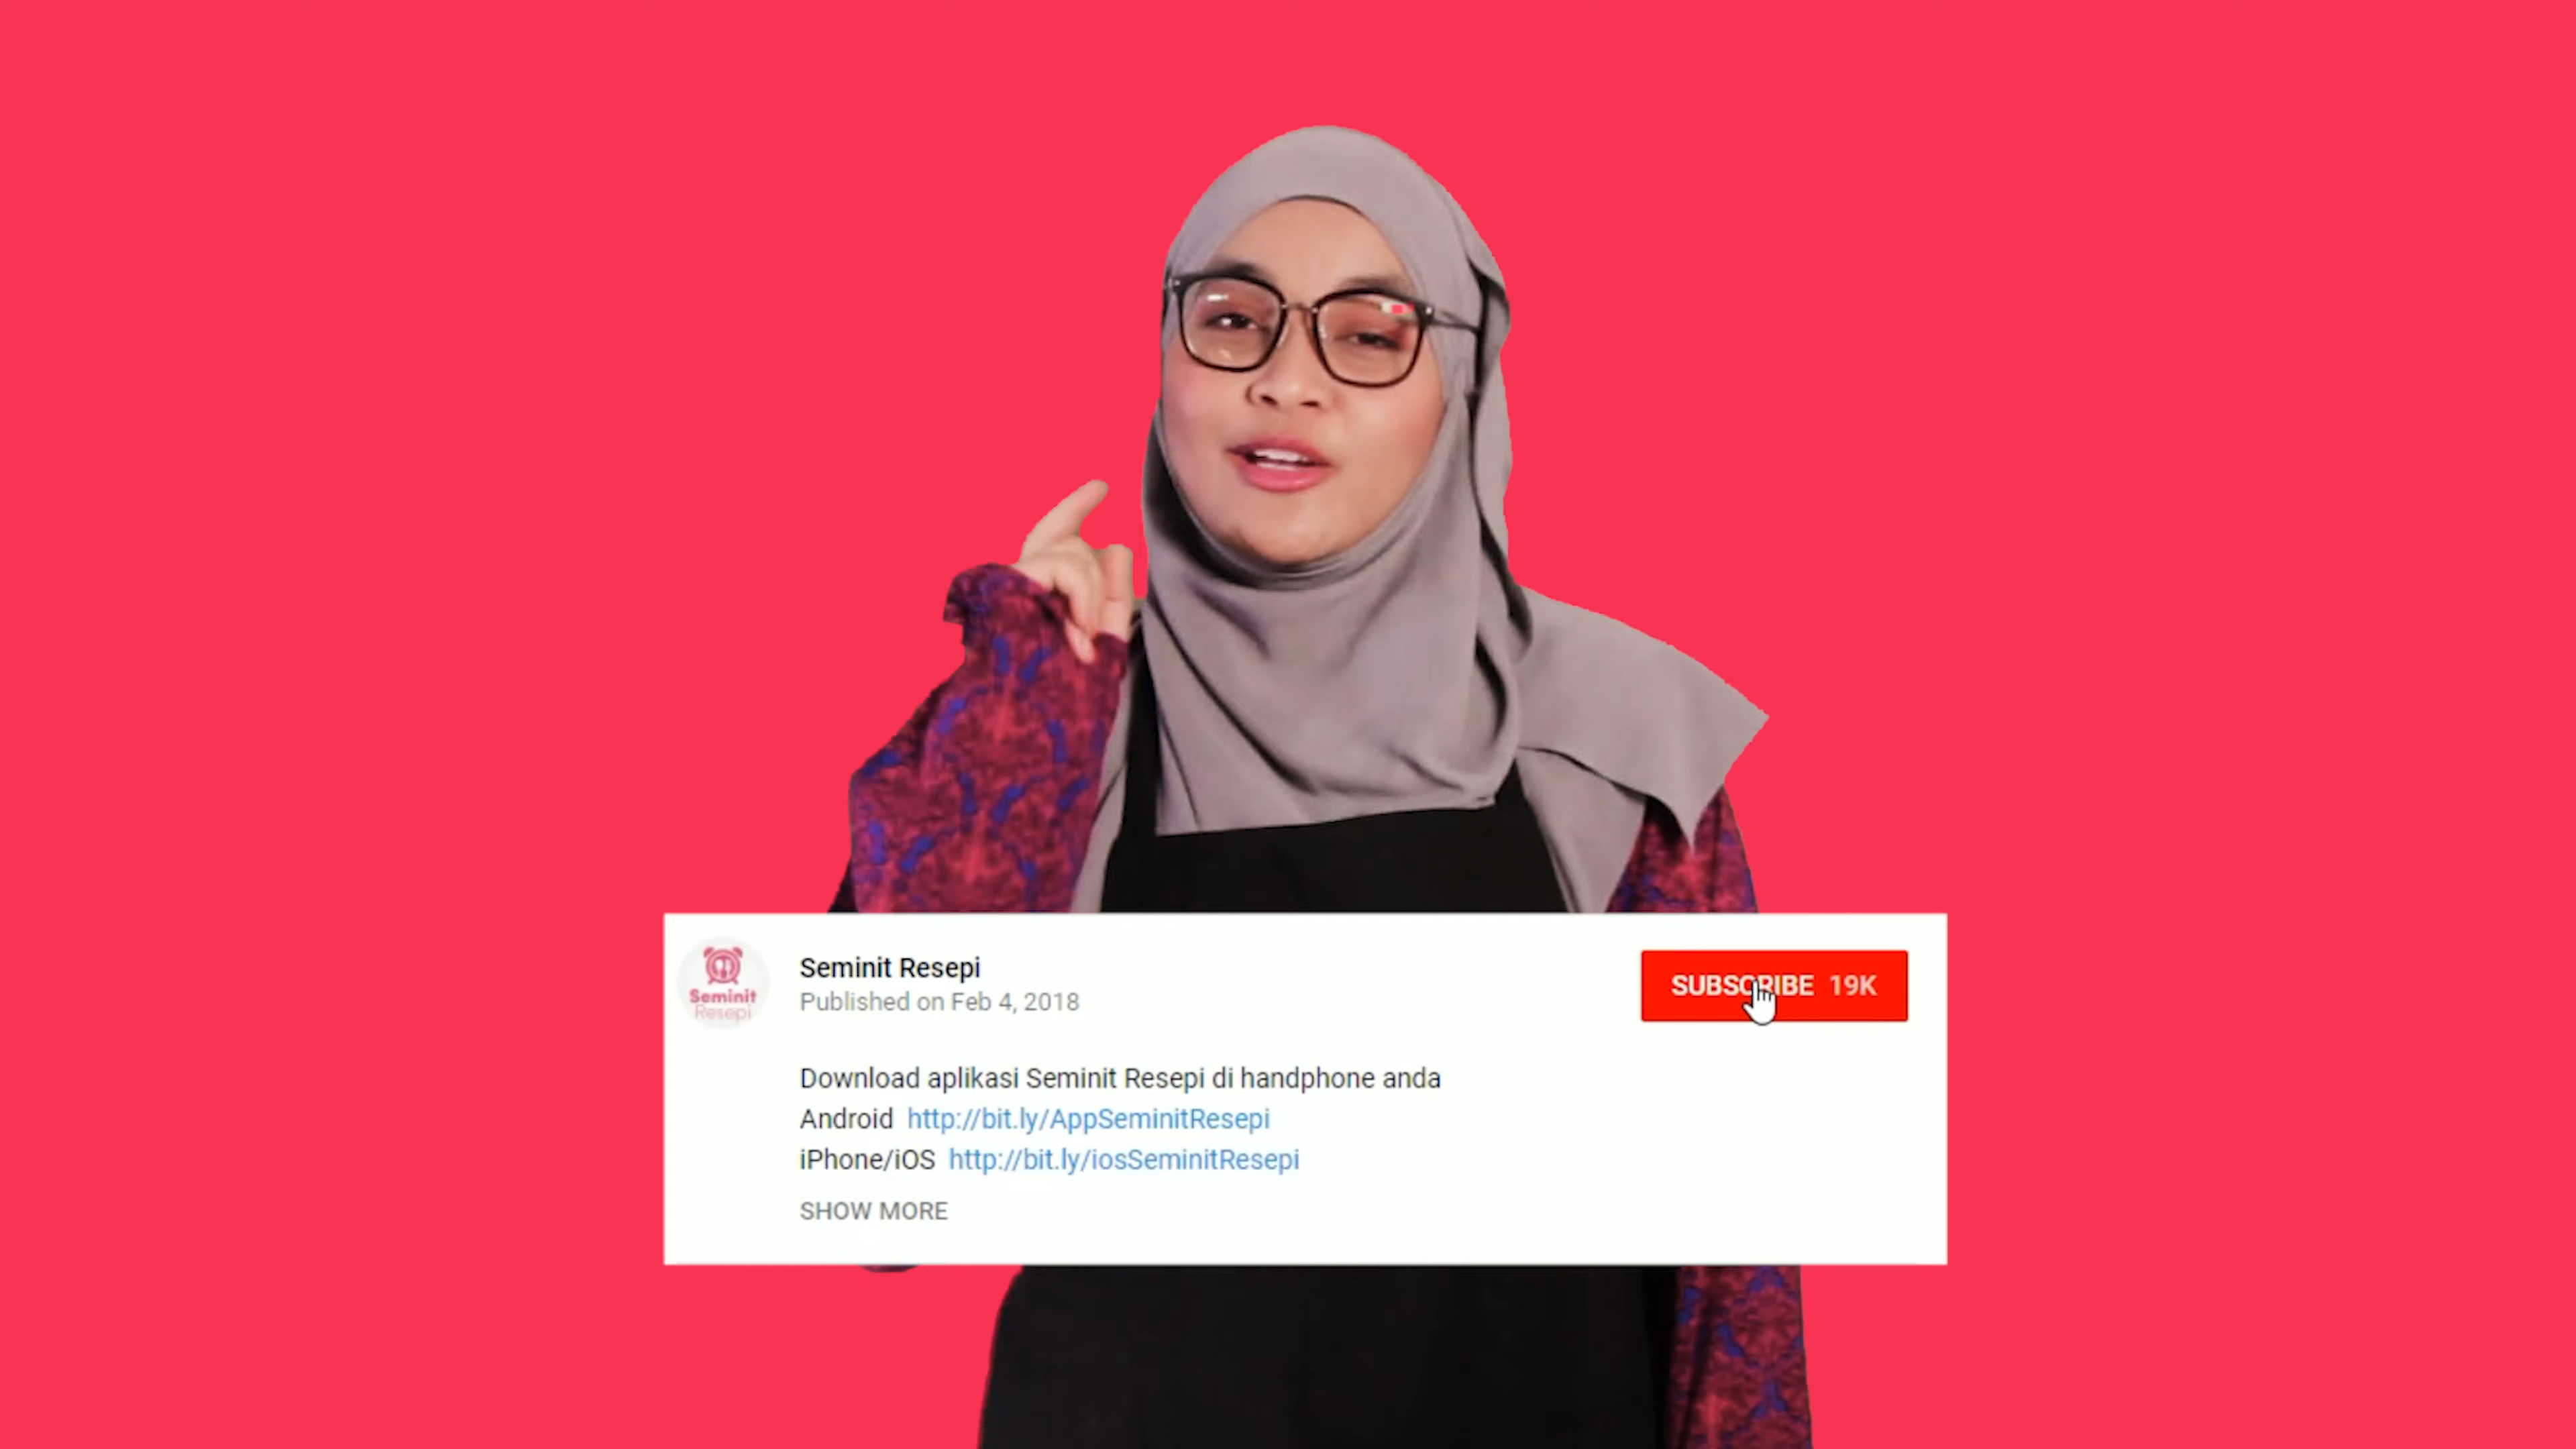 Seminit Resepi
Published on Feb 4, 2018
SUBSCRIBE 19K
Seminit
Resepi
Download aplikasi Seminit Resepi di handphone anda
Android http://bit.ly/AppSeminitResepi
iPhone/iOS http://bit.ly/iosSeminitResepi
SHOW MORE